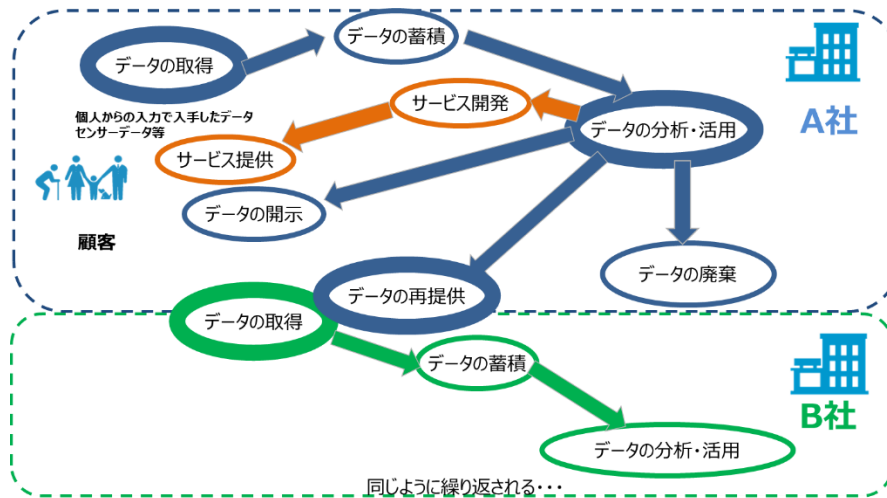 データの蓄積
データの取得
A社
サービス開発
個人からの入力で入手したデータ
センサーデータ等
データの分析・活用
サービス提供
データの開示
顧客
データの廃棄
データの再提供
データの取得
データの蓄積
B社
データの分析・活用
同じように繰り返される・・・